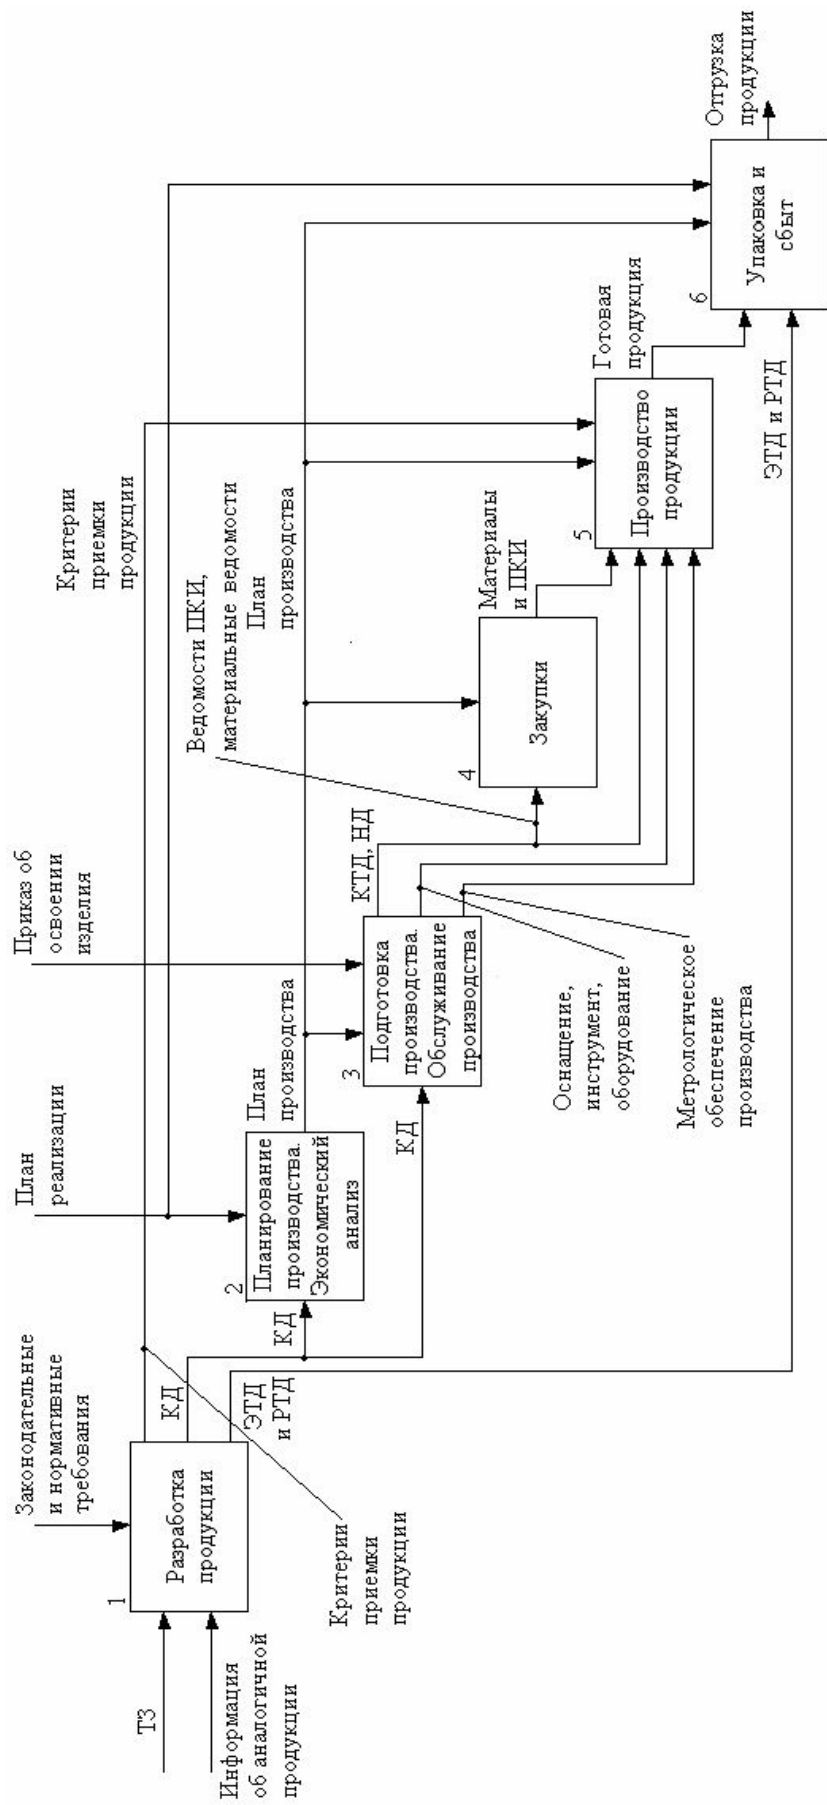 ТЗ
Информация
об аналогичной
продукции
Законодательные
и нормативные
требования
1
Разработка
продукции
КД
ЭТД
и РТД
Критерии
приемки
продукции
План
реализации
КД
2
Планирование
производства.
Экономический
анализ
План
производства
КД
Приказ об
освоении
изделия
3
Подготовка
производства.
Обслуживание
производства
КТД, НД
Оснащение,
инструмент,
оборудование
Метрологическое
обеспечение
производства
Ведомости ПКИ,
материальные ведомости
План
производства
4
Закупки
Материалы
и ПКИ
Критерии
приемки
продукции
5
Производство
продукции
Готовая
продукция
ЭТД и РТД
6
Упаковка и
сбыт
Отгрузка
продукции